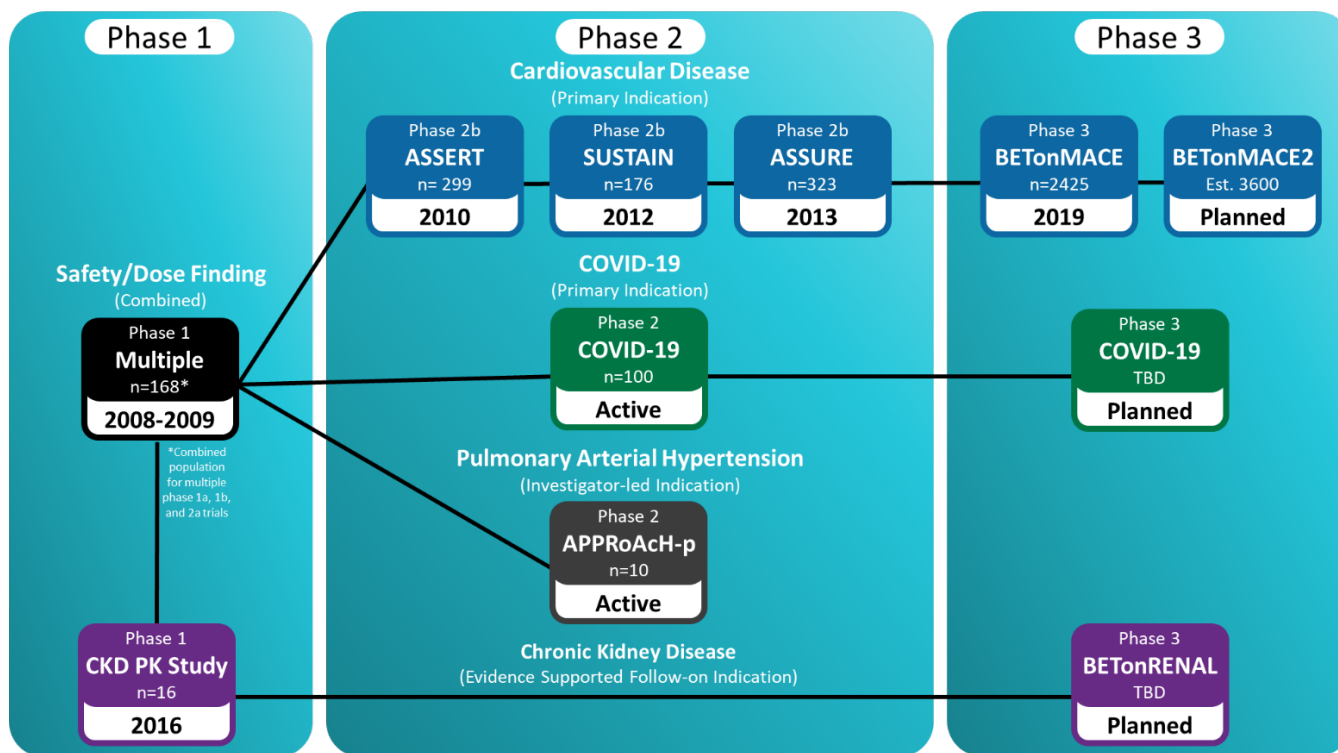 Phase 1
Phase 2
Phase 3
Cardiovascular Disease
(Primary Indication)
Phase 2b
ASSERT
n= 299
2010
Phase 2b
SUSTAIN
n=176
2012
Phase 2b
ASSURE
n=323
2013
Phase 3
BETonMACE
n=2425
2019
Phase 3
BETonMACE2
Est. 3600
Planned
Safety/Dose Finding
(Combined)
Phase 1
Multiple
n=168*
2008-2009
*Combined
population
for multiple
phase 1a, 1b,
and 2a trials
COVID-19
(Primary Indication)
Phase 2
COVID-19
n=100
Active
Phase 3
COVID-19
TBD
Planned
Pulmonary Arterial Hypertension
(Investigator-led Indication)
Phase 2
APPRoAcH-p
n=10
Active
Phase 1
CKD PK Study
n=16
2016
Chronic Kidney Disease
(Evidence Supported Follow-on Indication)
Phase 3
BETonRENAL
TBD
Planned